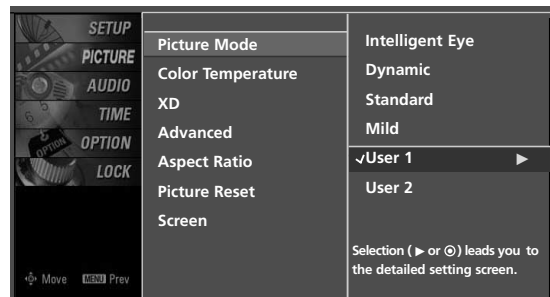 SETUP
PICTURE
AUDIO
TIME
OPTION
LOCK
Move MENU Prev
Picture Mode
Color Temperature
XD
Advanced
Aspect Ratio
Picture Reset
Screen
Intelligent Eye
Dynamic
Standard
Mild
✓User 1 ▶
User 2
Selection ( ▶ or ◉ ) leads you to
the detailed setting screen.